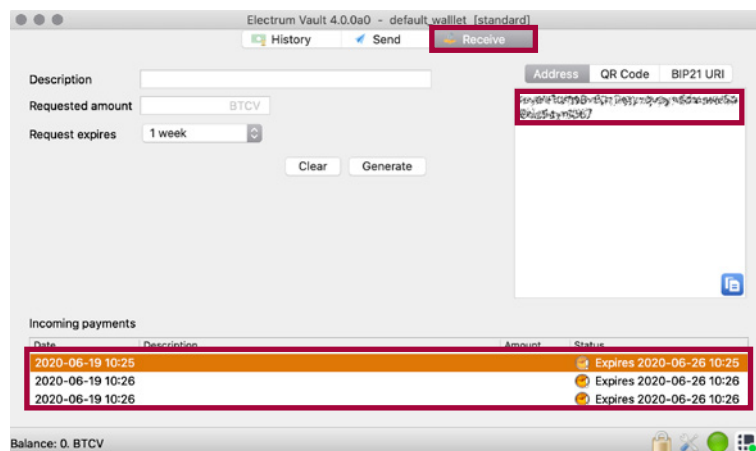 Electrum Vault 4.0.0a0 - default_walllet [standard]
History Send Receive
Address QR Code BIP21 URI
Description
Requested amount BTCV
Request expires 1 week
Clear Generate
Incoming payments
Date Description Amount Status
2020-06-19 10:25 Expires 2020-06-26 10:25
2020-06-19 10:26 Expires 2020-06-26 10:26
2020-06-19 10:26 Expires 2020-06-26 10:26
Balance: 0. BTCV